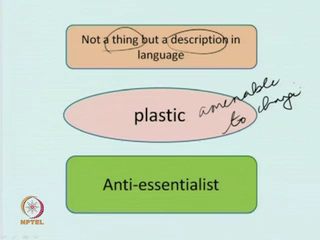 Not a thing but a description in
language
plastic
amenable
to change
Anti-essentialist
NPTEL